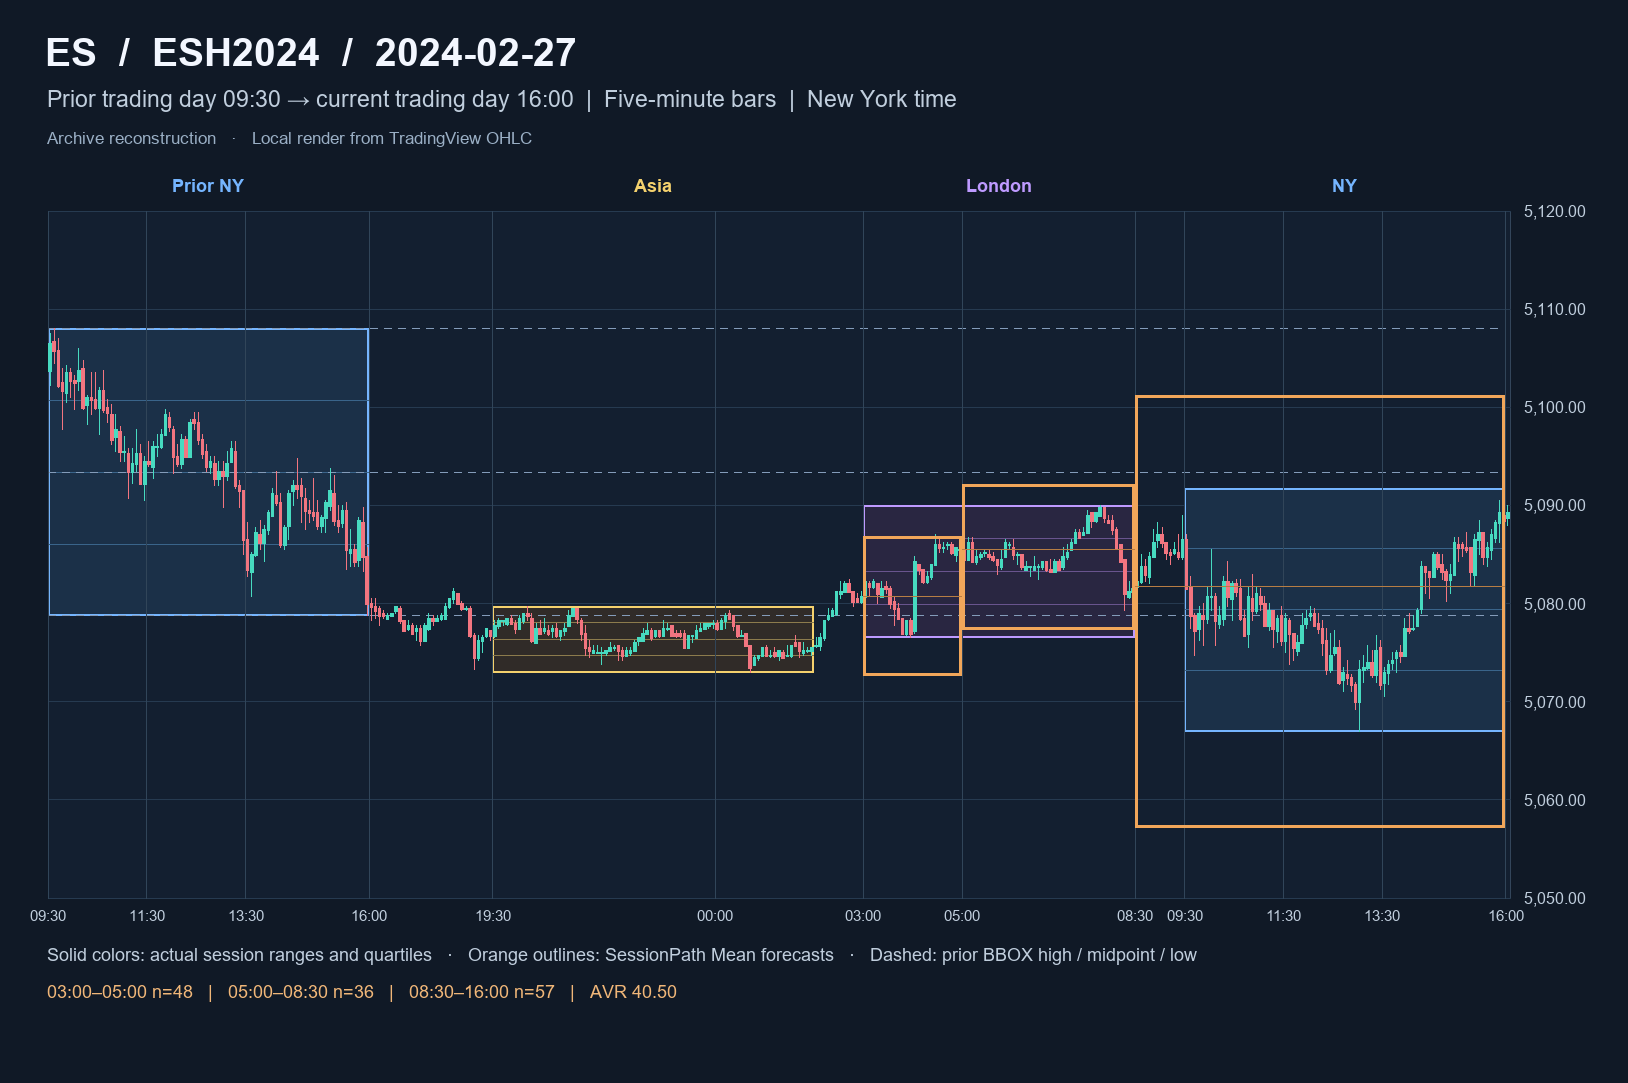 ES / ESH2024 / 2024-02-27
Prior trading day 09:30 → current trading day 16:00 | Five-minute bars | New York time
Archive reconstruction · Local render from TradingView OHLC
Prior NY Asia London NY
5,120.00
5,110.00
5,100.00
5,090.00
5,080.00
5,070.00
5,060.00
5,050.00
09:30 11:30 13:30 16:00 19:30 00:00 03:00 05:00 08:30 09:30 11:30 13:30 16:00
Solid colors: actual session ranges and quartiles · Orange outlines: SessionPath Mean forecasts · Dashed: prior BBOX high / midpoint / low
03:00–05:00 n=48 | 05:00–08:30 n=36 | 08:30–16:00 n=57 | AVR 40.50